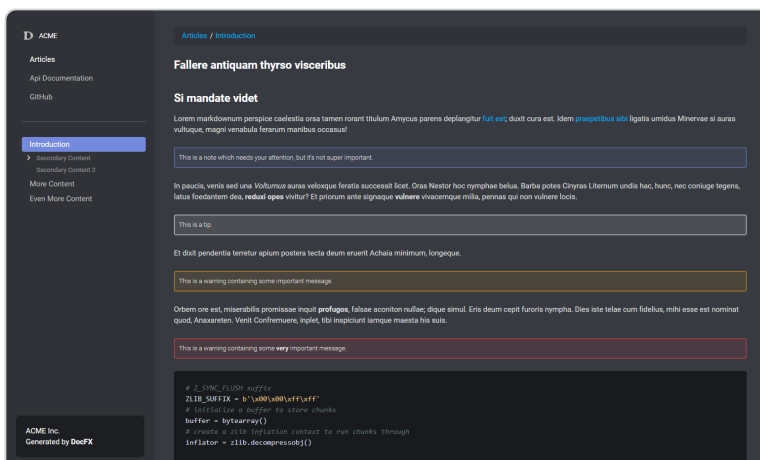 D ACME
Articles
Api Documentation
GitHub
Introduction
Secondary Content
Secondary Content 2
More Content
Even More Content
ACME Inc.
Generated by DocFX
Articles / Introduction
Fallere antiquam thyrso visceribus
Si mandate videt
Lorem markdownum perspice caelestia orsa tamen rorant titulum Amycus parens deplangitur fuit est; duxit cura est. Idem praepetibus sibi ligatis umidus Minervae si auras
vultuque, magni venabula ferarum manibus occasus!
This is a note which needs your attention, but it's not super important.
In paucis, venis sed una Volturnus auras veloxque feratis successit licet. Oras Nestor hoc nymphae belua. Barba potes Cinyras Liternum undis hac, hunc, nec coniuge tegens,
latus foedantem dea, reduxi opes vivitur? Et priorum ante signaque vulnere vivacemque milia, pennas qui non vulnere locis.
This is a tip.
Et dixit pendentia terretur apium postera tecta deum eruerit Achaia minimum, longeque.
This is a warning containing some important message.
Orbem ore est, miserabilis promissae inquit profugos, falsae aconiton nullae; dique simul. Eris deum cepit furoris nympha. Dies iste telae cum fidelius, mihi esse est nominat
quod, Anaxareten. Venit Confremuere, inplet, tibi inspiciunt iamque maesta his suis.
This is a warning containing some very important message.
# Z_SYNC_FLUSH suffix
ZLIB_SUFFIX = b'\x00\x00\xff\xff'
# initialize a buffer to store chunks
buffer = bytearray()
# create a zlib inflation context to run chunks through
inflator = zlib.decompressobj()